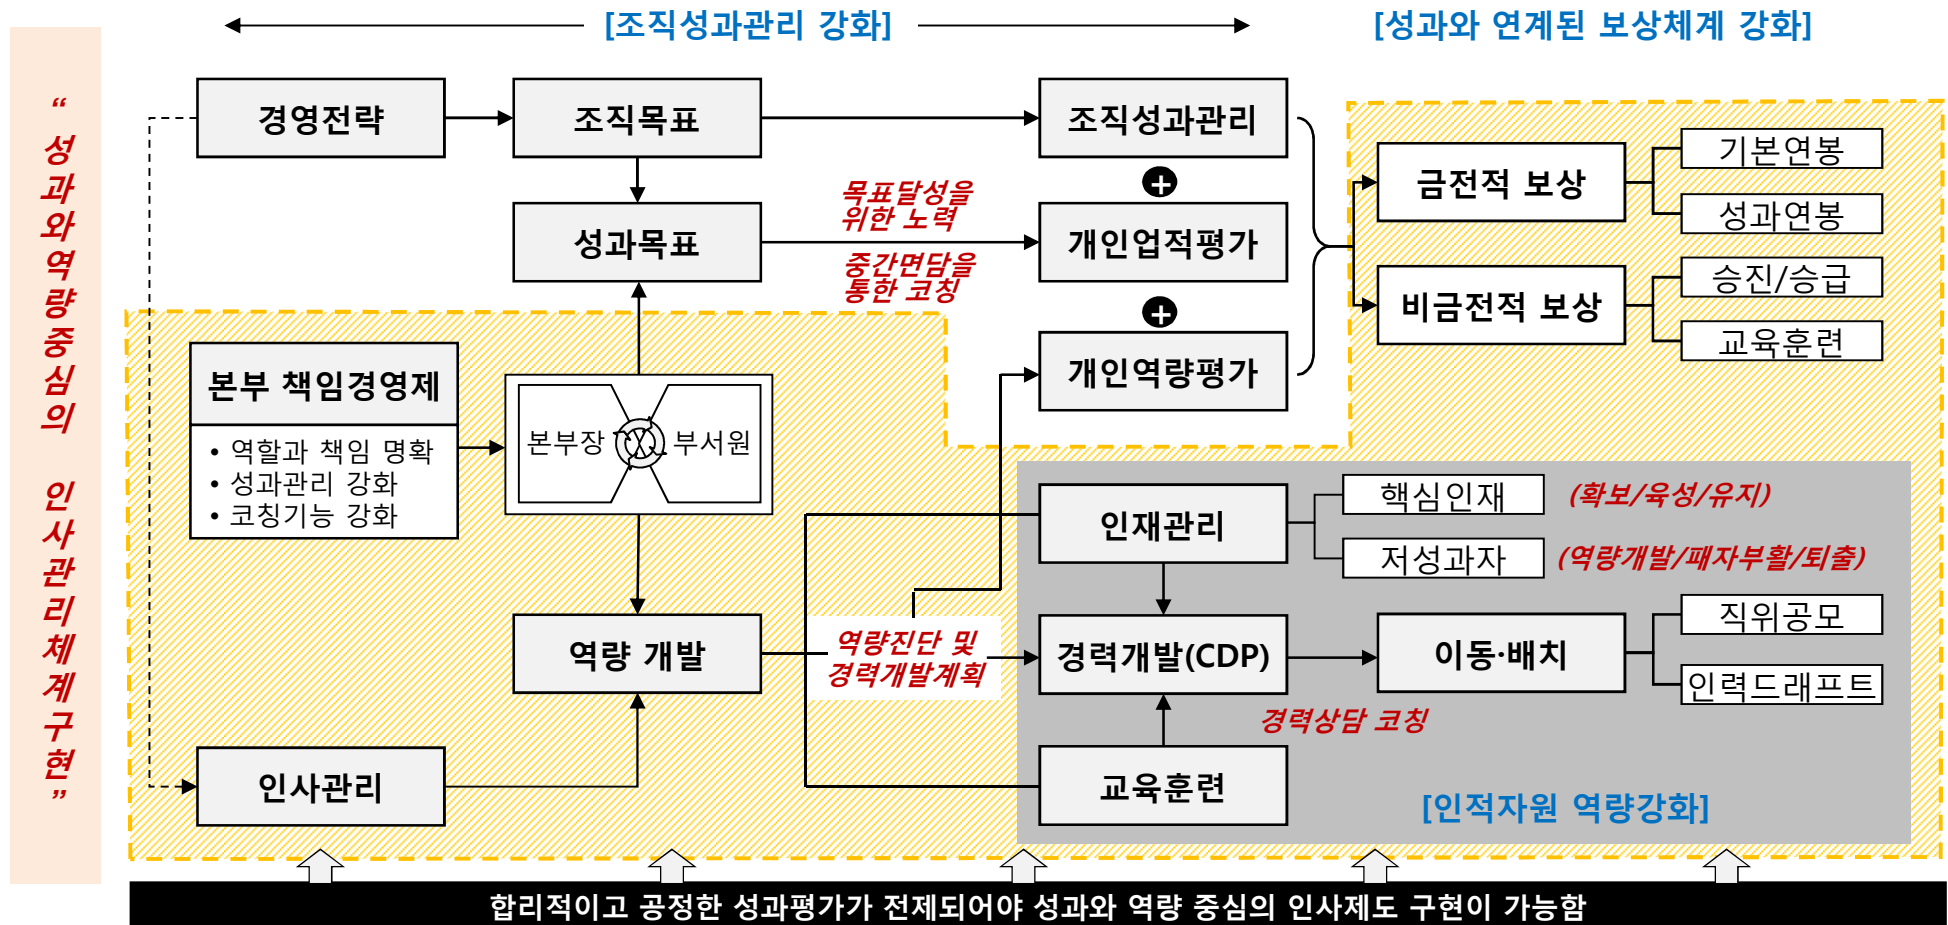 [조직성과관리 강화]
[성과와 연계된 보상체계 강화]
“성과와역량중심의 인사관리체계구현”
경영전략
조직목표
조직성과관리
성과목표
목표달성을
위한 노력
중간면담을
통한 코칭
+
개인업적평가
+
개인역량평가
금전적 보상
기본연봉
성과연봉
비금전적 보상
승진/승급
교육훈련
본부 책임경영제
• 역할과 책임 명확
• 성과관리 강화
• 코칭기능 강화
본부장
부서원
역량 개발
인사관리
역량진단 및
경력개발계획
인재관리
핵심인재
(확보/육성/유지)
저성과자
(역량개발/패자부활/퇴출)
경력개발(CDP)
이동·배치
직위공모
인력드래프트
경력상담 코칭
교육훈련
[인적자원 역량강화]
합리적이고 공정한 성과평가가 전제되어야 성과와 역량 중심의 인사제도 구현이 가능함